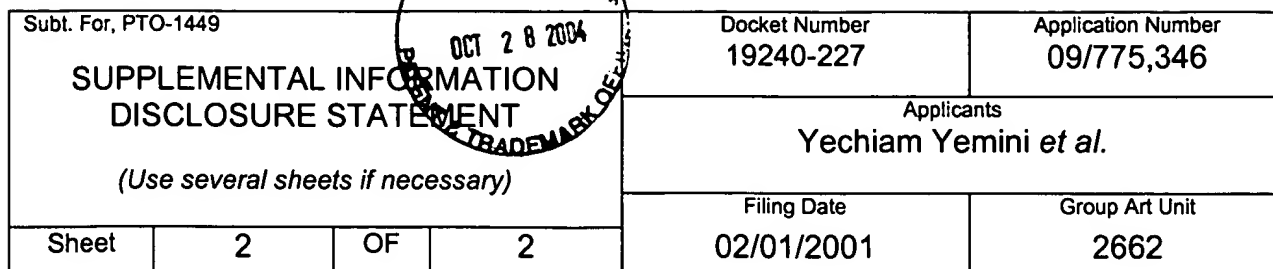 Subt. For, PTO-1449
SUPPLEMENTAL INFORMATION
DISCLOSURE STATEMENT
(Use several sheets if necessary)
Sheet 2 OF 2
OCT 28 2004
TRADEMARK
Docket Number
19240-227
Application Number
09/775,346
Applicants
Yechiam Yemini et al.
Filing Date
02/01/2001
Group Art Unit
2662